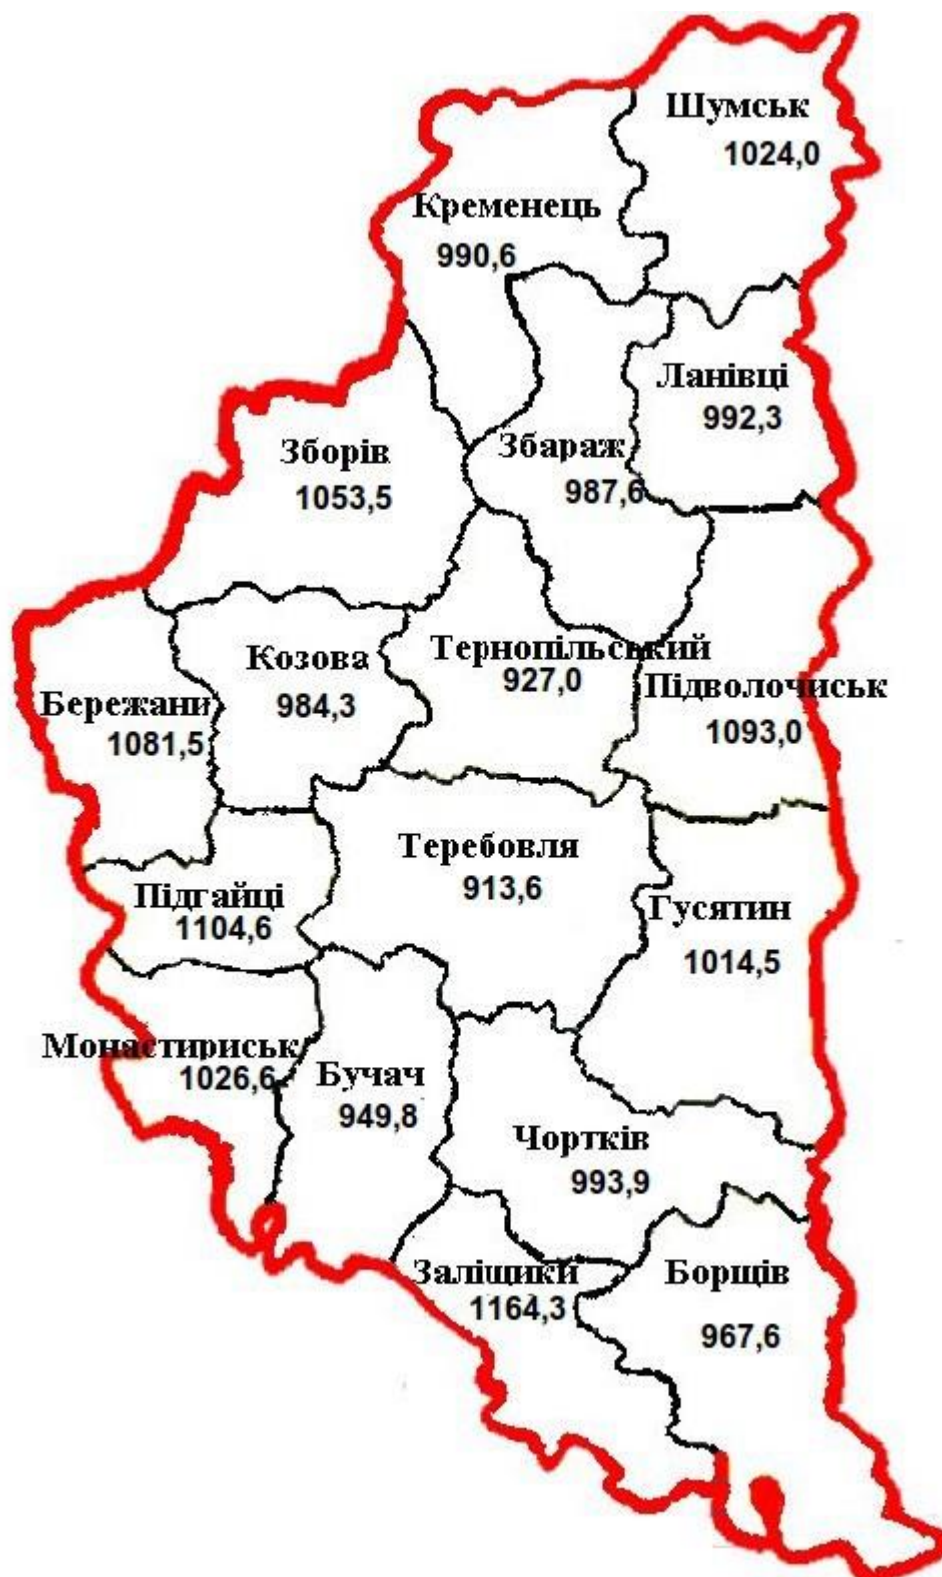 Шумськ
1024,0
Кременець
990,6
Ланівці
992,3
Зборів
1053,5
Збараж
987,6
Козова
984,3
Тернопільський
927,0
Бережани
1081,5
Підволочиськ
1093,0
Теребовля
913,6
Підгайці
1104,6
Гусятин
1014,5
Монастириськ
1026,6
Бучач
949,8
Чортків
993,9
Заліщики
1164,3
Борщів
967,6